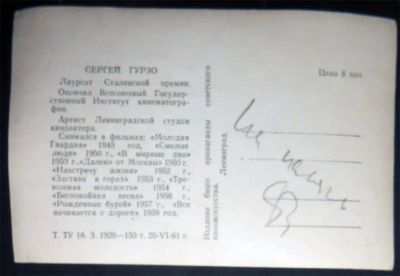 СЕРГЕЙ ГУРЗО
Лауреат Сталинской премии.
Окончил Всесоюзный Государ-
ственный Институт кинематогра-
фии.
Артист Ленинградской студии
киноактера.
Снимался в фильмах: «Молодая
Гвардия» 1948 год, «Смелые
люди» 1950 г., «В мирные дни»
1950 г., «Далеко от Москвы» 1950 г.
«Навстречу жизни» 1952 г.,
«Застава в горах» 1953 г., «Тре-
вожная молодость» 1954 г.,
«Беспокойная весна» 1956 г.,
«Рожденные бурей» 1957 г., «Все
начинается с дороги» 1959 год.
Т. ТУ 16. З. 1926—150 т. 26-VI-61 г.
Издание бюро пропаганды советского
киноискусства. Ленинград.
Цена 8 коп.